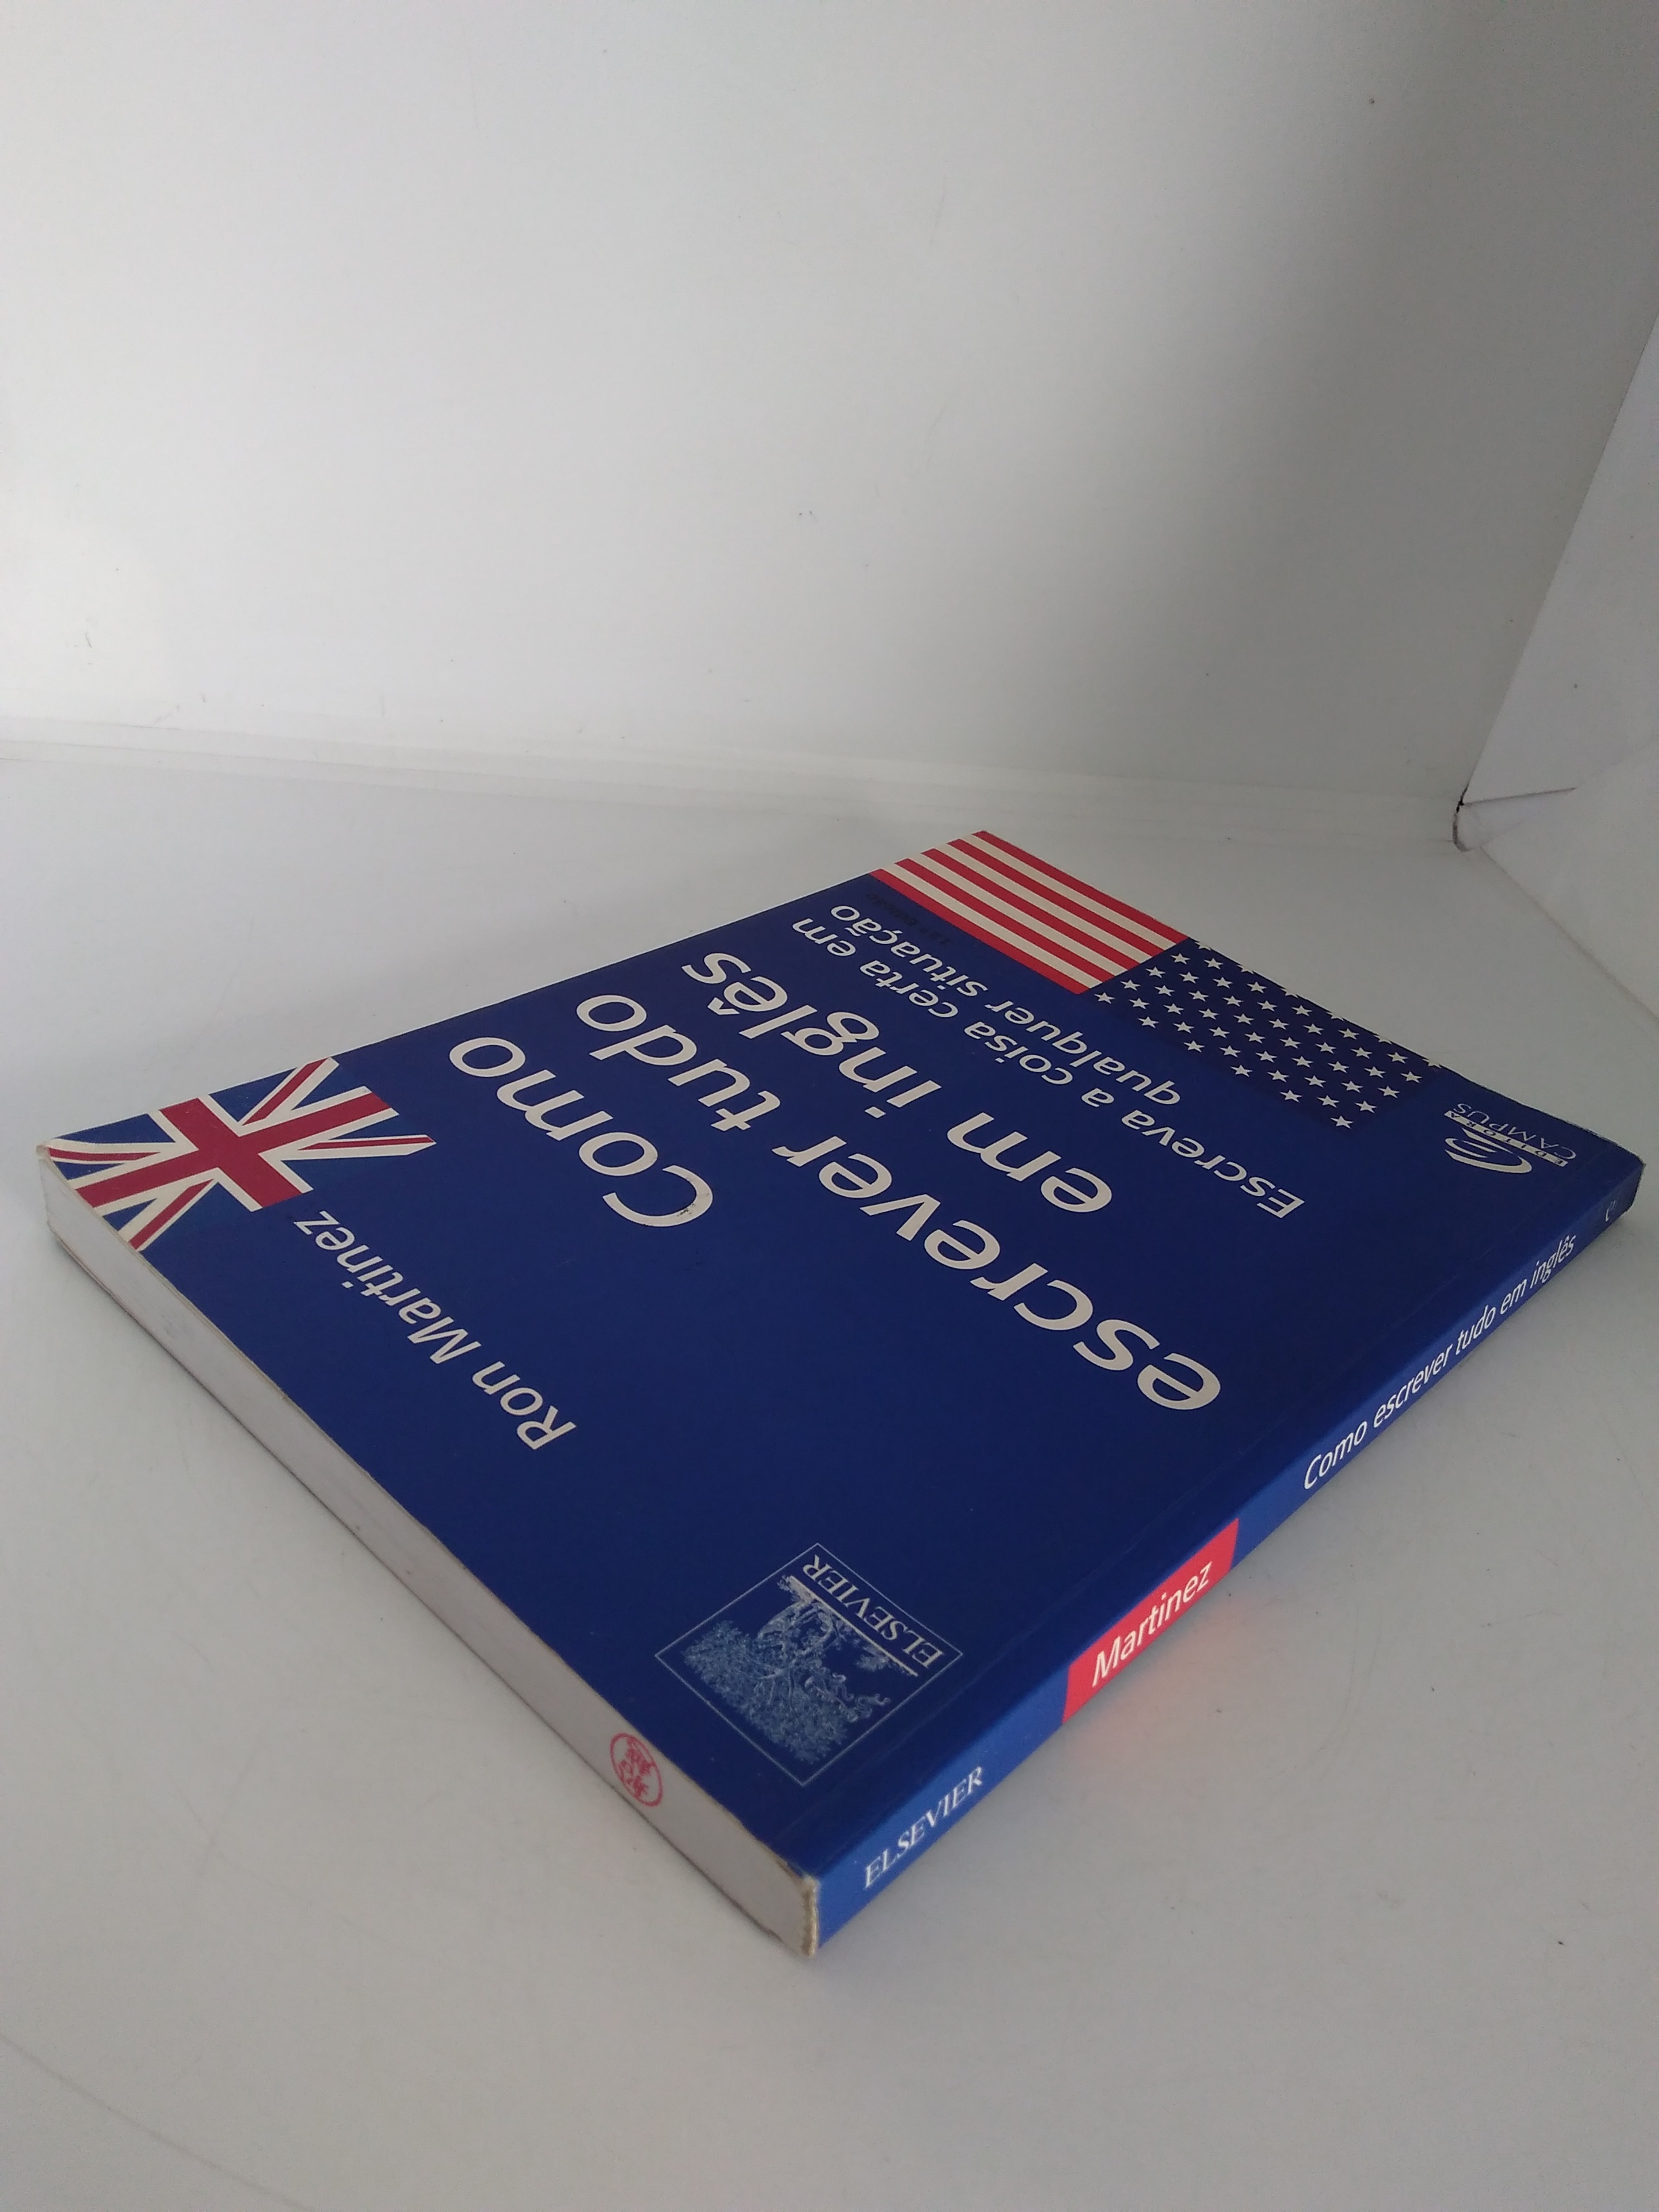 Ron Martinez
Como
escrever tudo
em inglês
Escreva a coisa certa em
qualquer situação
EDITORA
CAMPUS
ELSEVIER
Como escrever tudo em inglês
Martinez
ELSEVIER